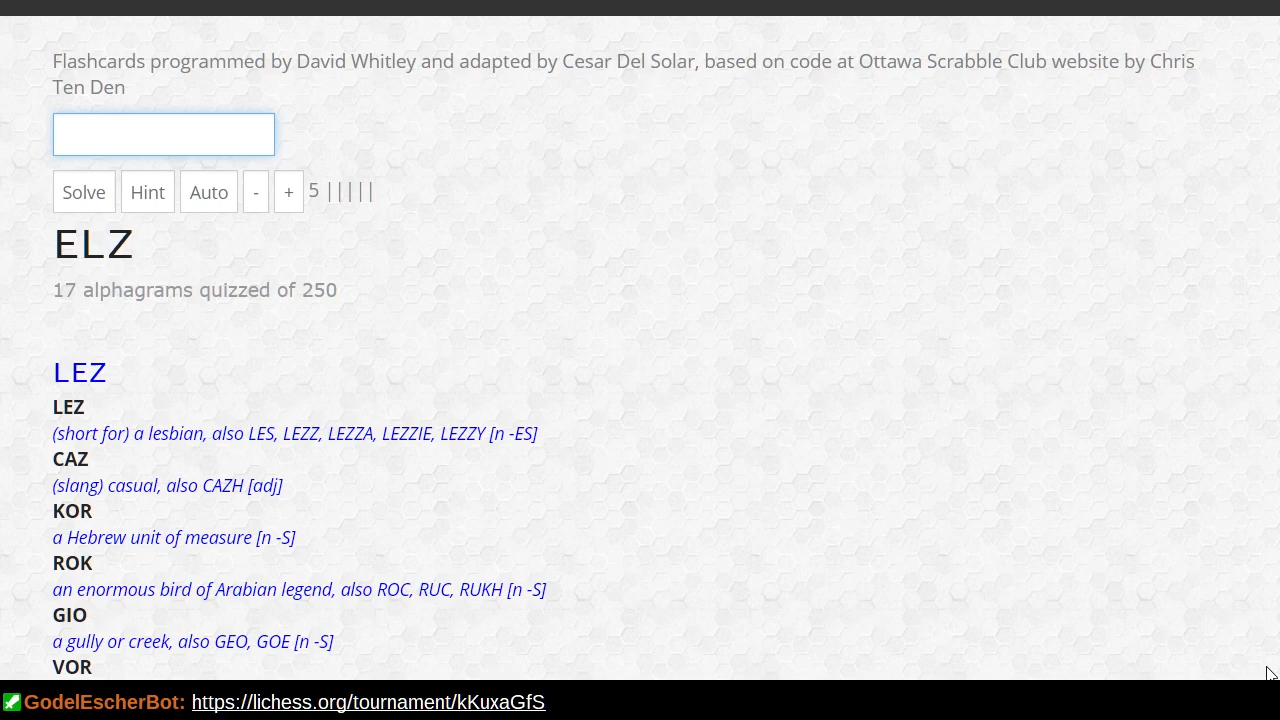 Flashcards programmed by David Whitley and adapted by Cesar Del Solar, based on code at Ottawa Scrabble Club website by Chris
Ten Den
Solve Hint Auto - + 5 |||||
ELZ
17 alphagrams quizzed of 250
LEZ
LEZ
(short for) a lesbian, also LES, LEZZ, LEZZA, LEZZIE, LEZZY [n -ES]
CAZ
(slang) casual, also CAZH [adj]
KOR
a Hebrew unit of measure [n -S]
ROK
an enormous bird of Arabian legend, also ROC, RUC, RUKH [n -S]
GIO
a gully or creek, also GEO, GOE [n -S]
VOR
GodelEscherBot: https://lichess.org/tournament/kKuxaGfS